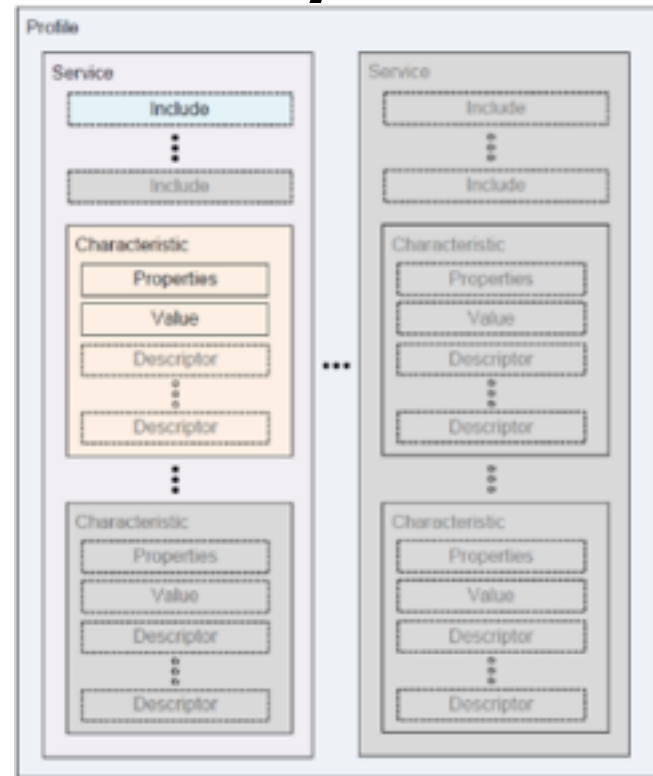 Profile
Service
Include
Include
Characteristic
Properties
Value
Descriptor
Descriptor
Characteristic
Properties
Value
Descriptor
Descriptor
Service
Include
Include
Characteristic
Properties
Value
Descriptor
Descriptor
Characteristic
Properties
Value
Descriptor
Descriptor